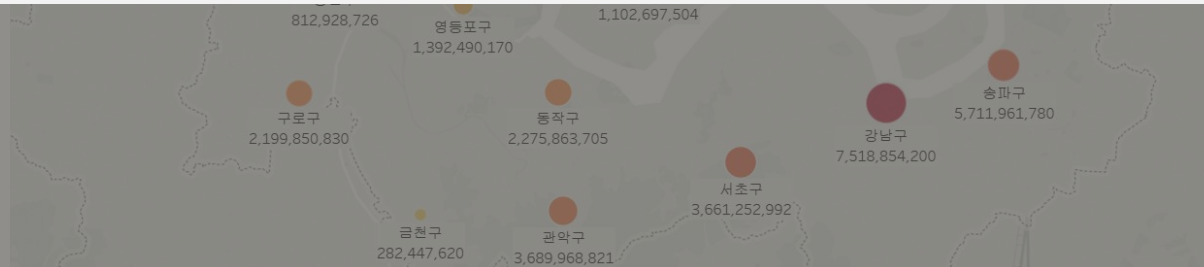 812,928,726
1,102,697,504
영등포구
1,392,490,170
송파구
5,711,961,780
구로구
2,199,850,830
동작구
2,275,863,705
강남구
7,518,854,200
서초구
3,661,252,992
금천구
282,447,620
관악구
3,689,968,821